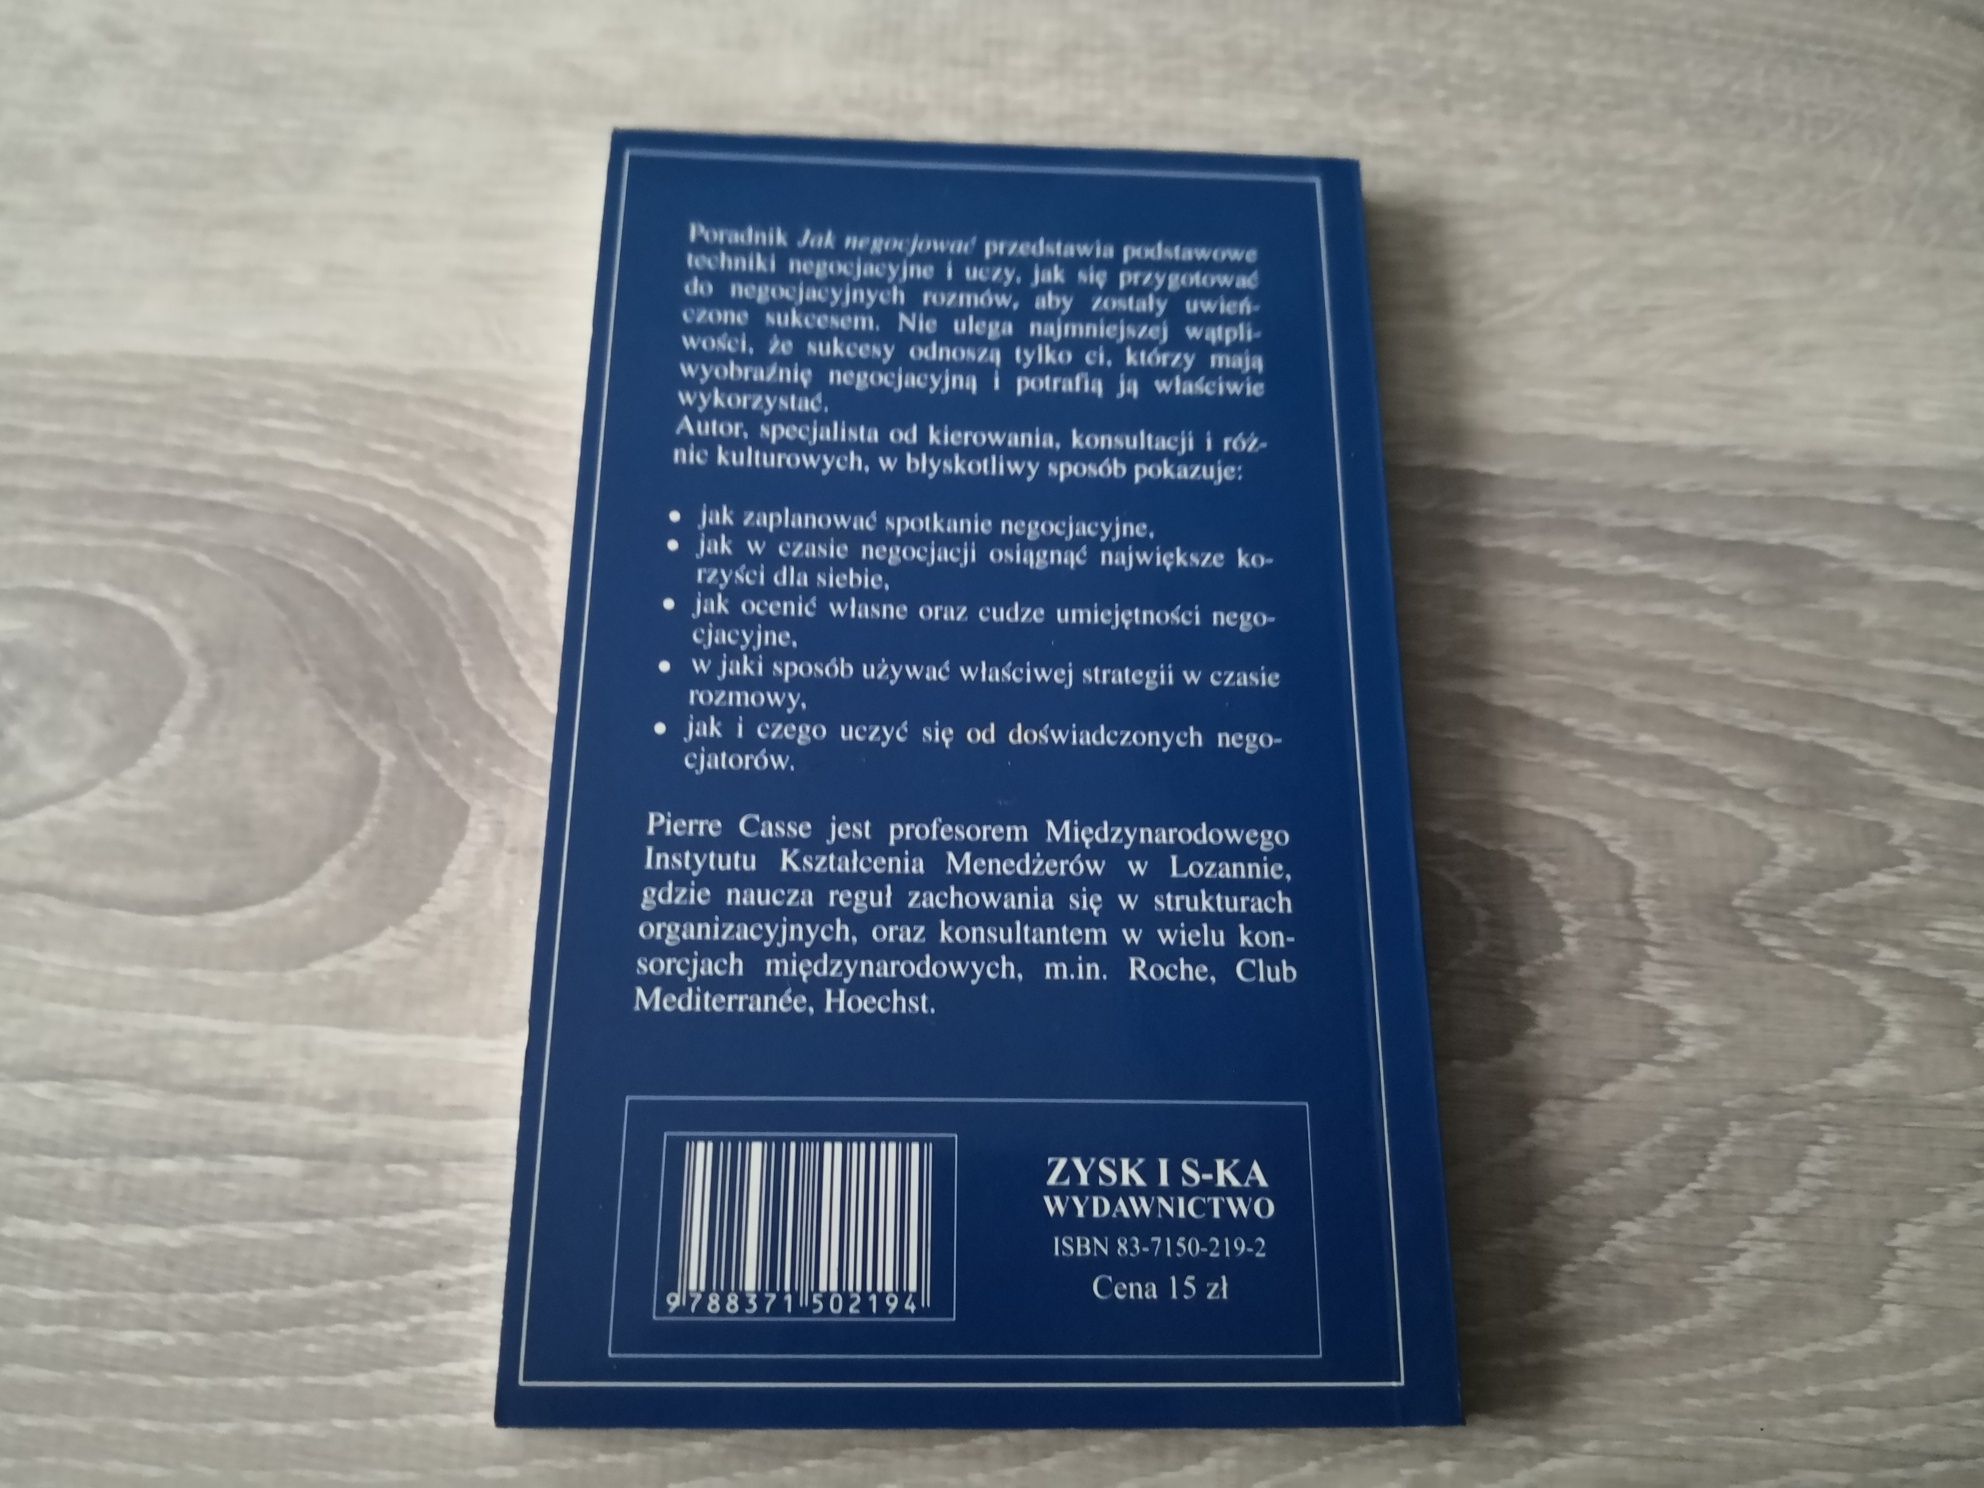 Poradnik Jak negocjować przedstawia podstawowe
techniki negocjacyjne i uczy, jak się przygotować
do negocjacyjnych rozmów, aby zostały uwień-
czone sukcesem. Nie ulega najmniejszej wątpli-
wości, że sukcesy odnoszą tylko ci, którzy mają
wyobraźnię negocjacyjną i potrafią ją właściwie
wykorzystać.
Autor, specjalista od kierowania, konsultacji i róż-
nic kulturowych, w błyskotliwy sposób pokazuje:
• jak zaplanować spotkanie negocjacyjne,
• jak w czasie negocjacji osiągnąć największe ko-
rzyści dla siebie,
• jak ocenić własne oraz cudze umiejętności nego-
cjacyjne,
• w jaki sposób używać właściwej strategii w czasie
rozmowy,
• jak i czego uczyć się od doświadczonych nego-
cjatorów.
Pierre Casse jest profesorem Międzynarodowego
Instytutu Kształcenia Menedżerów w Lozannie,
gdzie naucza reguł zachowania się w strukturach
organizacyjnych, oraz konsultantem w wielu kon-
sorcjach międzynarodowych, m.in. Roche, Club
Mediterranée, Hoechst.
9 788371 502194
ZYSK I S-KA
WYDAWNICTWO
ISBN 83-7150-219-2
Cena 15 zł